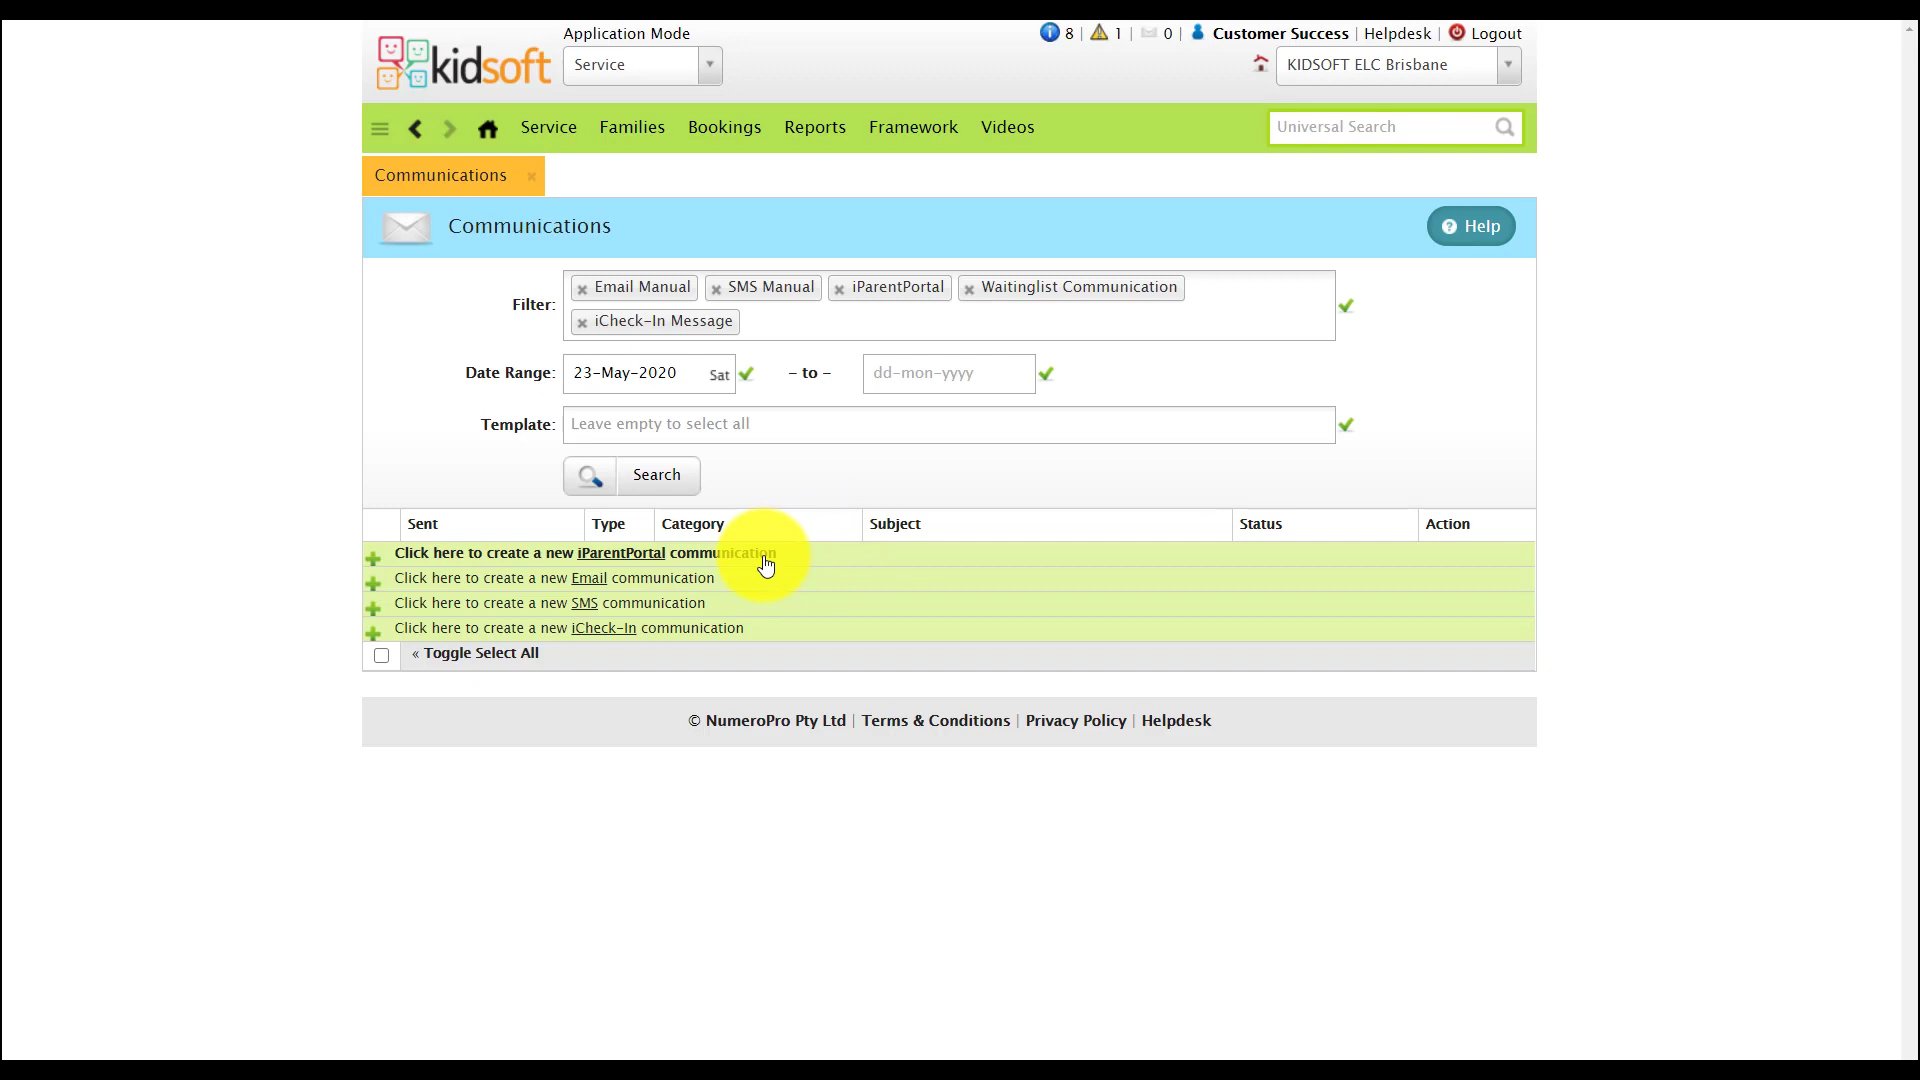 Application Mode
8 | 1 | 0 | Customer Success | Helpdesk | Logout
kidsoft
Service
KIDSOFT ELC Brisbane
Service Families Bookings Reports Framework Videos
Universal Search
Communications
Communications
? Help
Filter:
Email Manual SMS Manual iParentPortal Waitinglist Communication
iCheck-In Message
Date Range: 23-May-2020 Sat – to – dd-mon-yyyy
Template: Leave empty to select all
Search
Sent Type Category Subject Status Action
Click here to create a new iParentPortal communication
Click here to create a new Email communication
Click here to create a new SMS communication
Click here to create a new iCheck-In communication
« Toggle Select All
© NumeroPro Pty Ltd | Terms & Conditions | Privacy Policy | Helpdesk